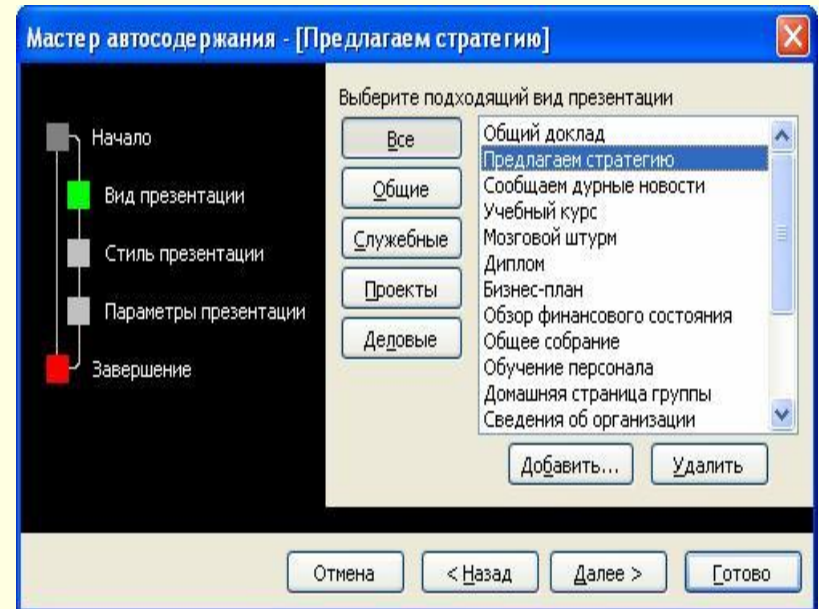 Мастер автосодержания - [Предлагаем стратегию]
Начало
Вид презентации
Стиль презентации
Параметры презентации
Завершение
Выберите подходящий вид презентации
Все
Общие
Служебные
Проекты
Деловые
Общий доклад
Предлагаем стратегию
Сообщаем дурные новости
Учебный курс
Мозговой штурм
Диплом
Бизнес-план
Обзор финансового состояния
Общее собрание
Обучение персонала
Домашняя страница группы
Сведения об организации
Добавить...
Удалить
Отмена
< Назад
Далее >
Готово